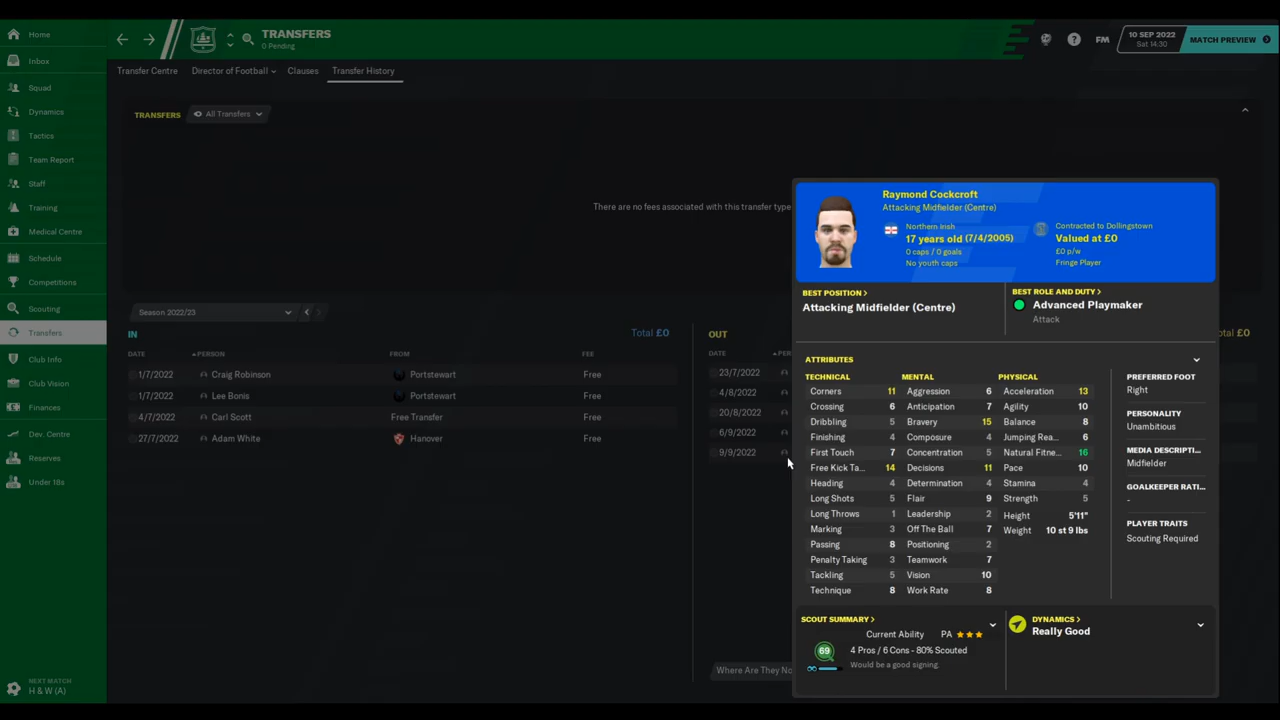 Home
Inbox
Squad
Dynamics
Tactics
Team Report
Staff
Training
Medical Centre
Schedule
Competitions
Scouting
Transfers
Club Info
Club Vision
Finances
Dev. Centre
Reserves
Under 18s
NEXT MATCH
H & W (A)
TRANSFERS
0 Pending
FM
10 SEP 2022
Sat 14:30
MATCH PREVIEW
Transfer Centre Director of Football Clauses Transfer History
TRANSFERS All Transfers
There are no fees associated with this transfer type
Season 2022/23
IN Total £0
DATE PERSON FROM FEE
1/7/2022 Craig Robinson Portstewart Free
1/7/2022 Lee Bonis Portstewart Free
4/7/2022 Carl Scott Free Transfer Free
27/7/2022 Adam White Hanover Free
OUT tal £0
DATE PER
23/7/2022
4/8/2022
20/8/2022
6/9/2022
9/9/2022
Where Are They No
Raymond Cockcroft
Attacking Midfielder (Centre)
Northern Irish
17 years old (7/4/2005)
0 caps / 0 goals
No youth caps
Contracted to Dollingstown
Valued at £0
£0 p/w
Fringe Player
BEST POSITION >
Attacking Midfielder (Centre)
BEST ROLE AND DUTY >
Advanced Playmaker
Attack
ATTRIBUTES
TECHNICAL MENTAL PHYSICAL
Corners 11 Aggression 6 Acceleration 13
Crossing 6 Anticipation 7 Agility 10
Dribbling 5 Bravery 15 Balance 8
Finishing 4 Composure 4 Jumping Rea... 6
First Touch 7 Concentration 5 Natural Fitne... 16
Free Kick Ta... 14 Decisions 11 Pace 10
Heading 4 Determination 4 Stamina 4
Long Shots 5 Flair 9 Strength 5
Long Throws 1 Leadership 2 Height 5'11"
Marking 3 Off The Ball 7 Weight 10 st 9 lbs
Passing 8 Positioning 2
Penalty Taking 3 Teamwork 7
Tackling 5 Vision 10
Technique 8 Work Rate 8
PREFERRED FOOT
Right
PERSONALITY
Unambitious
MEDIA DESCRIPTI...
Midfielder
GOALKEEPER RATI...
-
PLAYER TRAITS
Scouting Required
SCOUT SUMMARY >
Current Ability PA
69
4 Pros / 6 Cons - 80% Scouted
Would be a good signing.
DYNAMICS >
Really Good